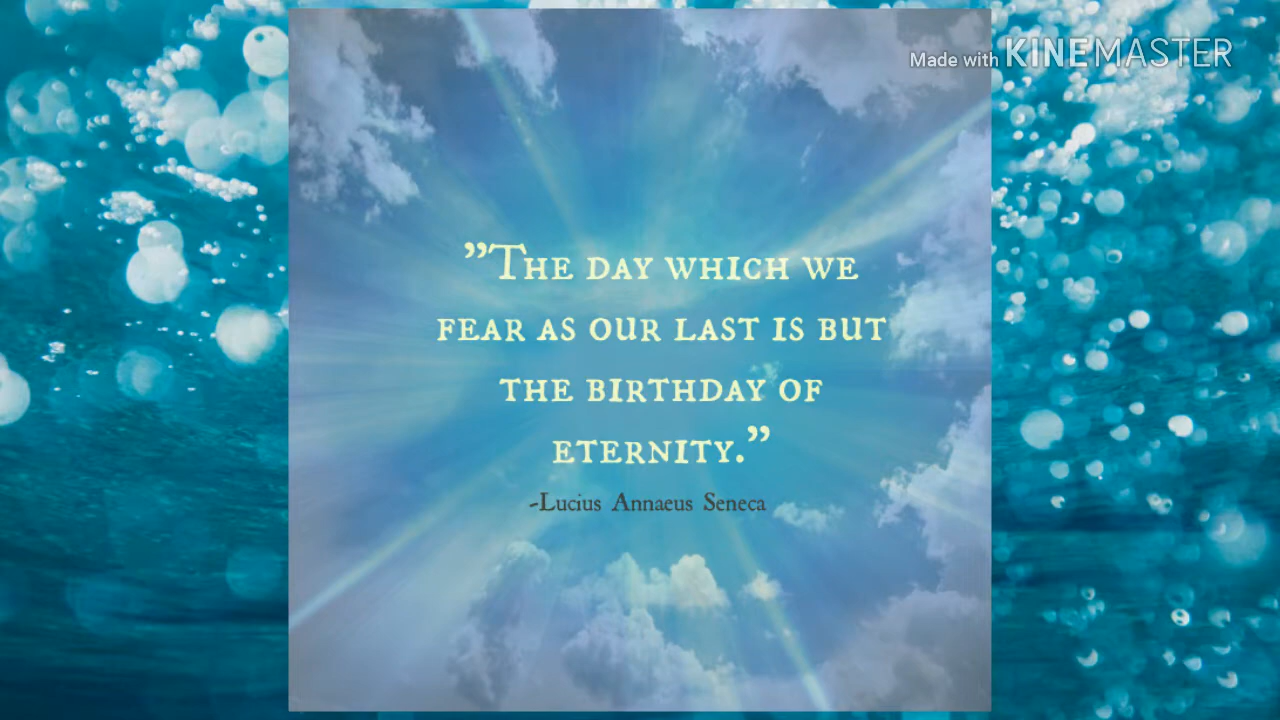 Made with KINEMASTER
”The day which we
fear as our last is but
the birthday of
eternity.”
-Lucius Annaeus Seneca